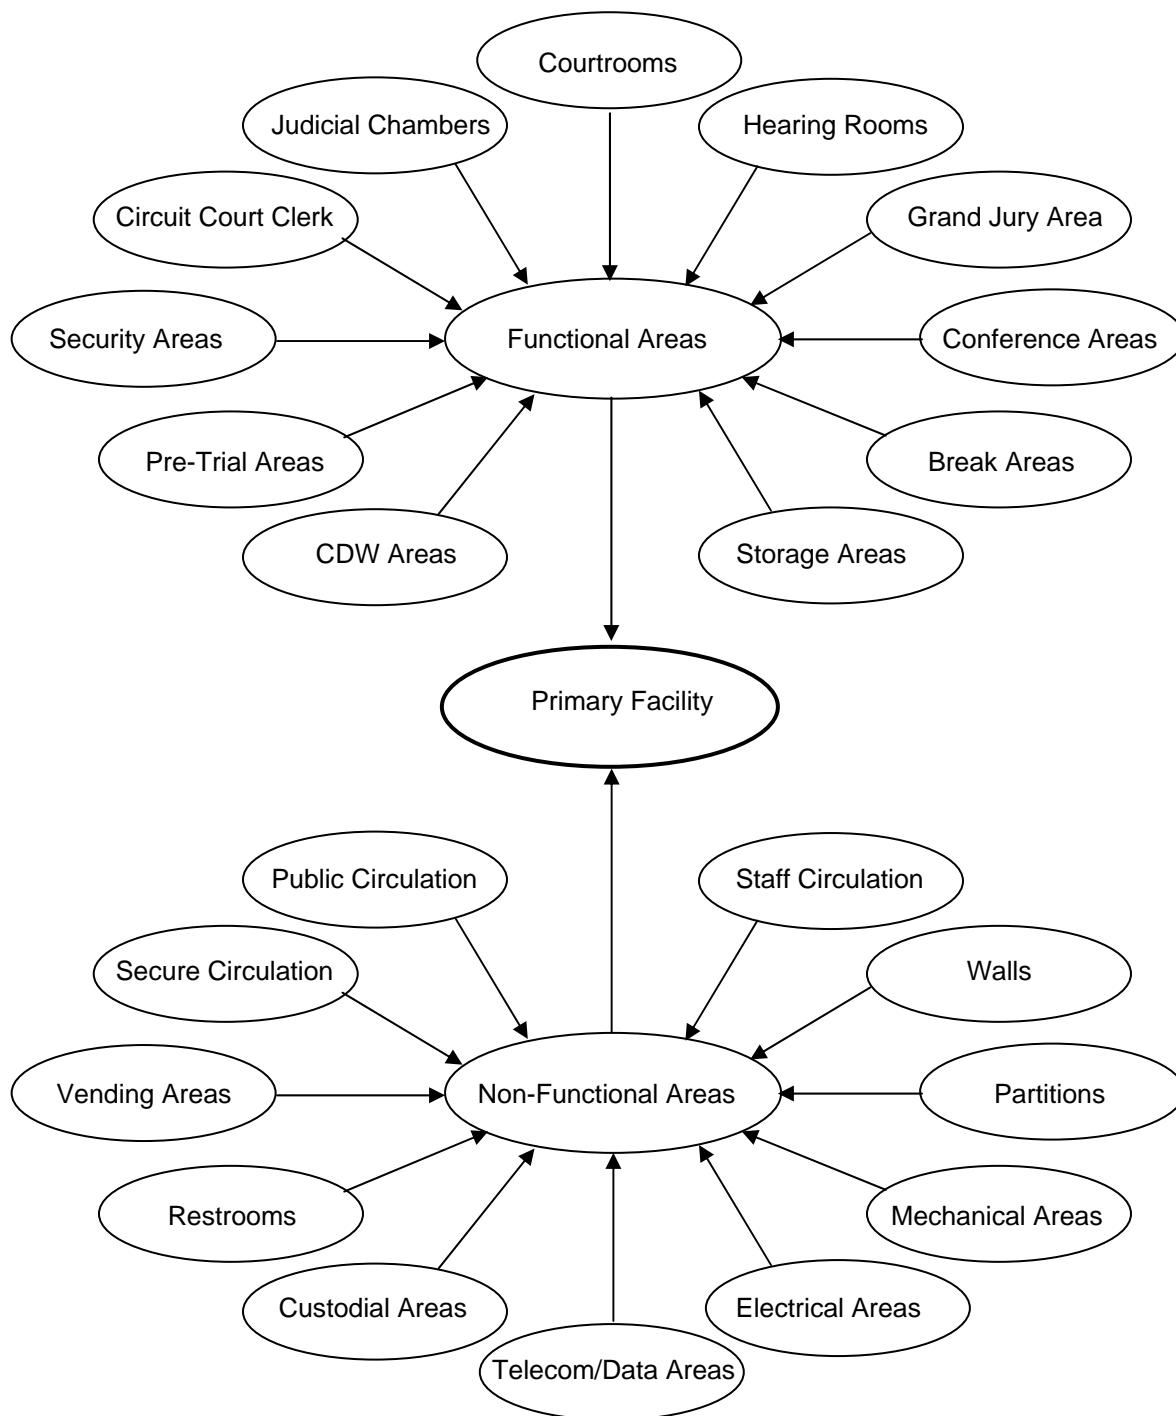 Courtrooms
Judicial Chambers
Hearing Rooms
Circuit Court Clerk
Grand Jury Area
Security Areas
Functional Areas
Conference Areas
Pre-Trial Areas
Break Areas
CDW Areas
Storage Areas
Primary Facility
Public Circulation
Staff Circulation
Secure Circulation
Walls
Vending Areas
Non-Functional Areas
Partitions
Restrooms
Mechanical Areas
Custodial Areas
Electrical Areas
Telecom/Data Areas